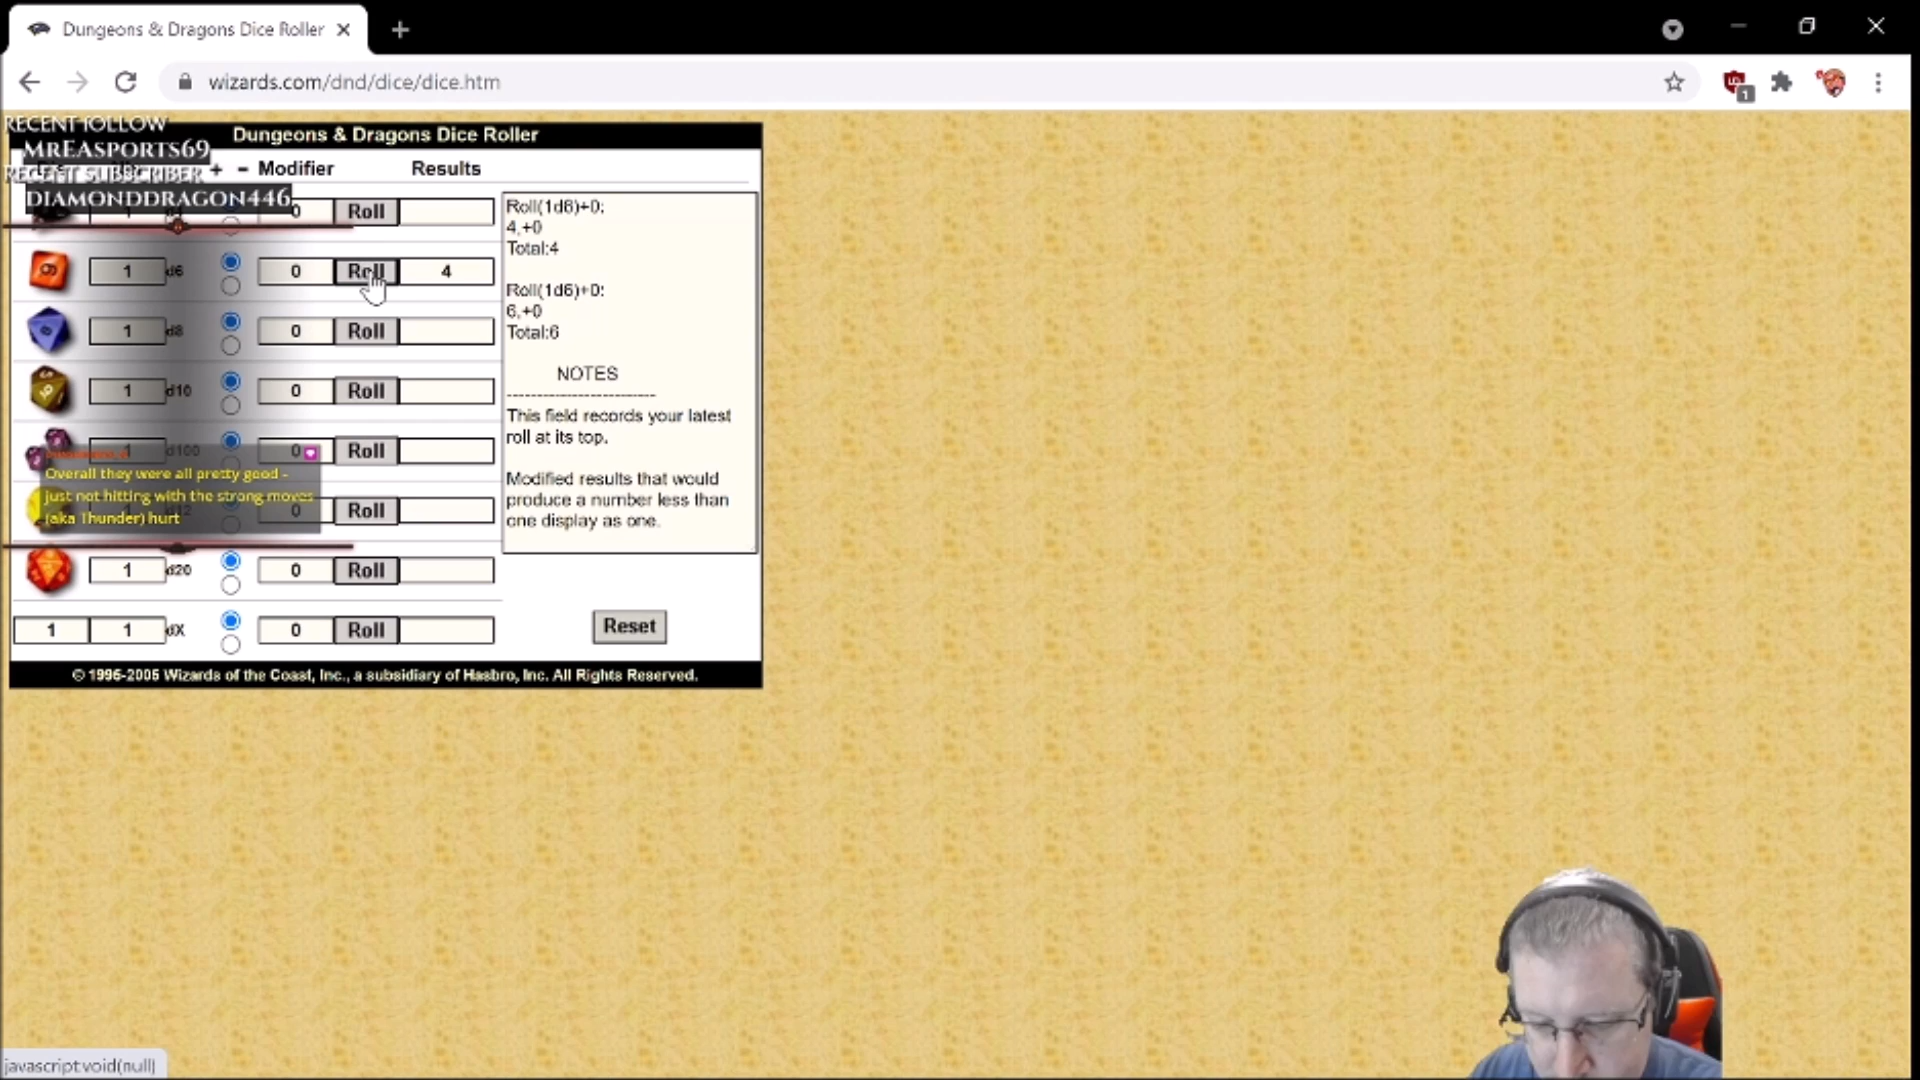 Dungeons & Dragons Dice Roller
wizards.com/dnd/dice/dice.htm
1
RECENT FOLLOW
MREASPORTS69
RECENT SUBSCRIBER
DIAMONDDRAGON446
Dungeons & Dragons Dice Roller
+ - Modifier Results
0 Roll
1 d6 0 Roll 4
1 d8 0 Roll
1 d10 0 Roll
1 d100 0 Roll
Roll
1 d20 0 Roll
1 1 dX 0 Roll
Overall they were all pretty good -
just not hitting with the strong moves
(aka Thunder) hurt
Roll(1d6)+0:
4,+0
Total:4
Roll(1d6)+0:
6,+0
Total:6
NOTES
-------------------------
This field records your latest
roll at its top.
Modified results that would
produce a number less than
one display as one.
Reset
© 1995-2005 Wizards of the Coast, Inc., a subsidiary of Hasbro, Inc. All Rights Reserved.
javascript:void(null)